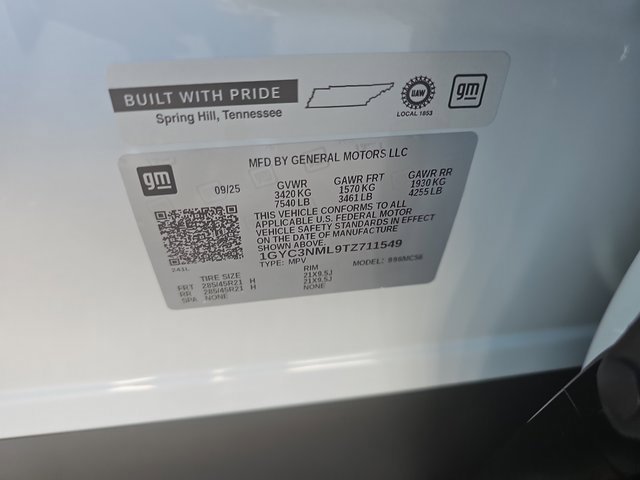 BUILT WITH PRIDE
Spring Hill, Tennessee
UAW
LOCAL 1853
gm
gm
MFD BY GENERAL MOTORS LLC
09/25 GVWR GAWR FRT GAWR RR
3420 KG 1570 KG 1930 KG
7540 LB 3461 LB 4255 LB
THIS VEHICLE CONFORMS TO ALL
APPLICABLE U.S. FEDERAL MOTOR
VEHICLE SAFETY STANDARDS IN EFFECT
ON THE DATE OF MANUFACTURE
SHOWN ABOVE.
1GYC3NML9TZ711549
TYPE: MPV MODEL:
241L
TIRE SIZE RIM
FRT 285/45R21 H 21X9.5J
RR 285/45R21 H 21X9.5J
SPA NONE NONE